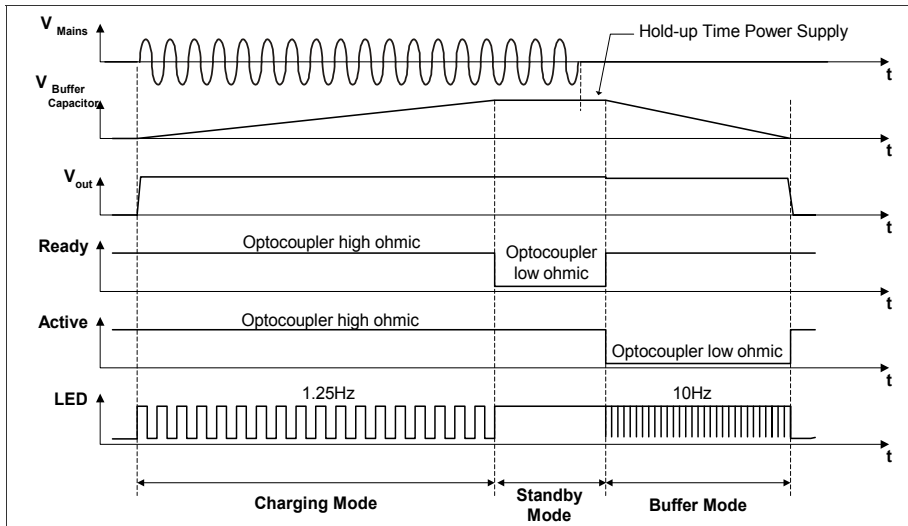 V Mains
Hold-up Time Power Supply
t
V Buffer
Capacitor
t
V out
t
Ready
Optocoupler high ohmic
Optocoupler
low ohmic
t
Active
Optocoupler high ohmic
Optocoupler low ohmic
t
LED
1.25Hz
10Hz
t
Charging Mode
Standby
Mode
Buffer Mode